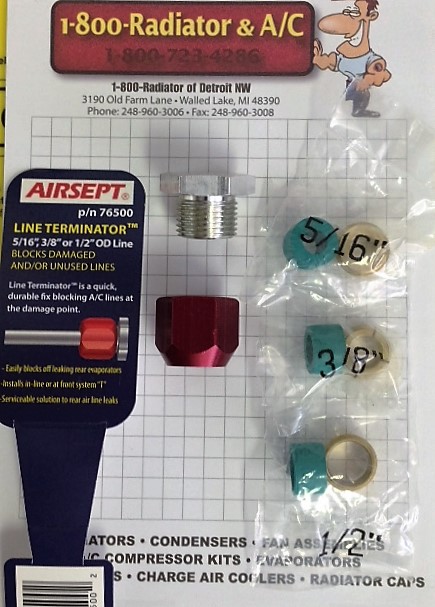 1-800-Radiator & A/C
1-800-723-4286
1-800-Radiator of Detroit NW
3190 Old Farm Lane • Walled Lake, MI 48390
Phone: 248-960-3006 • Fax: 248-960-3008
AIRSEPT®
p/n 76500
LINE TERMINATOR™
5/16", 3/8" or 1/2" OD Line
BLOCKS DAMAGED
AND/OR UNUSED LINES
Line Terminator™ is a quick,
durable fix blocking A/C lines at
the damage point.
- Easily blocks off leaking rear evaporators
-Installs in-line or at front system "T"
-Serviceable solution to rear air line leaks
5/16"
3/8"
1/2"
ATORS • CONDENSERS • FAN ASSEMBLIES
/C COMPRESSOR KITS • EVAPORATORS
S • CHARGE AIR COOLERS • RADIATOR CAPS